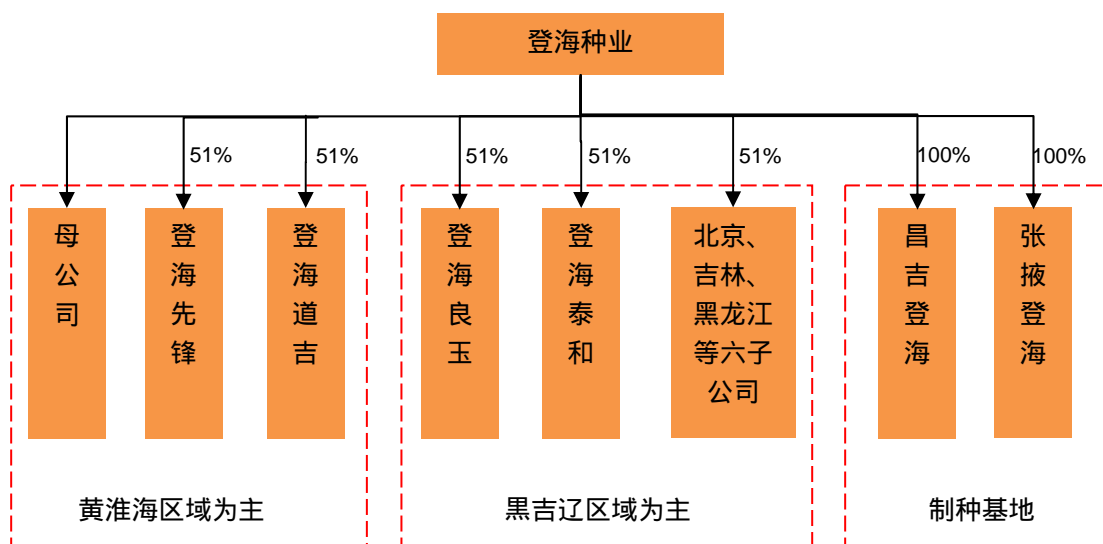 登海种业
51%
51%
51%
51%
51%
100%
100%
母
公
司
登
海
先
锋
登
海
道
吉
登
海
良
玉
登
海
泰
和
北京、
吉林、
黑龙江
等六子
公司
昌
吉
登
海
张
掖
登
海
黄淮海区域为主
黑吉辽区域为主
制种基地